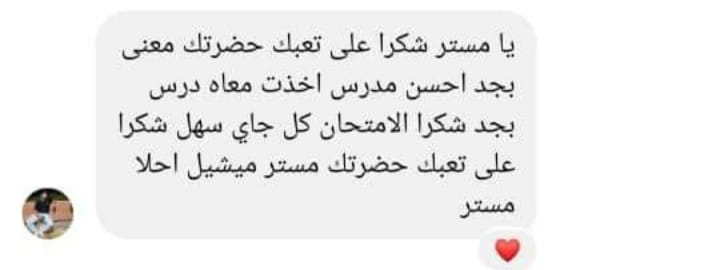 يا مستر شكرا على تعبك حضرتك معنى
بجد احسن مدرس اخذت معاه درس
بجد شكرا الامتحان كل جاي سهل شكرا
على تعبك حضرتك مستر ميشيل احلا
مستر